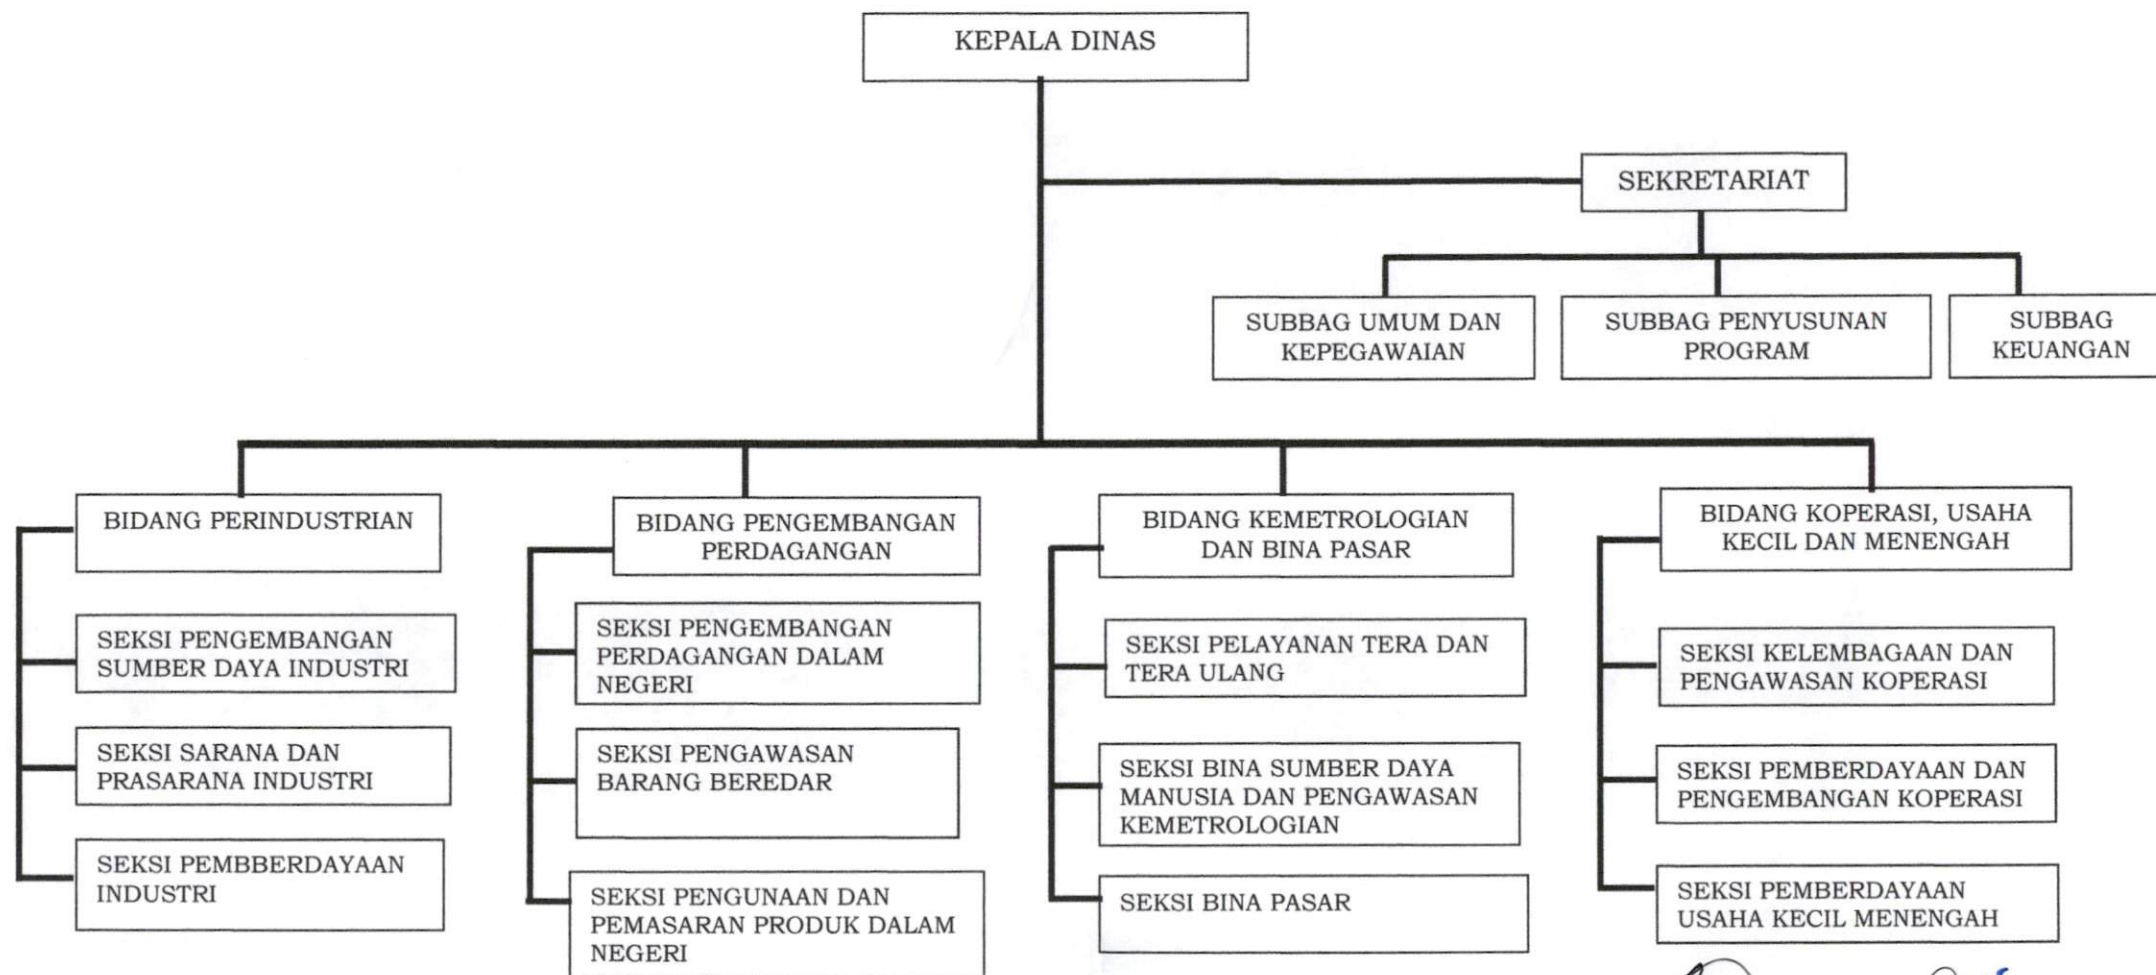 KEPALA DINAS
SEKRETARIAT
SUBBAG UMUM DAN
KEPEGAWAIAN
SUBBAG PENYUSUNAN
PROGRAM
SUBBAG
KEUANGAN
BIDANG PERINDUSTRIAN
SEKSI PENGEMBANGAN
SUMBER DAYA INDUSTRI
SEKSI SARANA DAN
PRASARANA INDUSTRI
SEKSI PEMBBERDAYAAN
INDUSTRI
BIDANG PENGEMBANGAN
PERDAGANGAN
SEKSI PENGEMBANGAN
PERDAGANGAN DALAM
NEGERI
SEKSI PENGAWASAN
BARANG BEREDAR
SEKSI PENGUNAAN DAN
PEMASARAN PRODUK DALAM
NEGERI
BIDANG KEMETROLOGIAN
DAN BINA PASAR
SEKSI PELAYANAN TERA DAN
TERA ULANG
SEKSI BINA SUMBER DAYA
MANUSIA DAN PENGAWASAN
KEMETROLOGIAN
SEKSI BINA PASAR
BIDANG KOPERASI, USAHA
KECIL DAN MENENGAH
SEKSI KELEMBAGAAN DAN
PENGAWASAN KOPERASI
SEKSI PEMBERDAYAAN DAN
PENGEMBANGAN KOPERASI
SEKSI PEMBERDAYAAN
USAHA KECIL MENENGAH